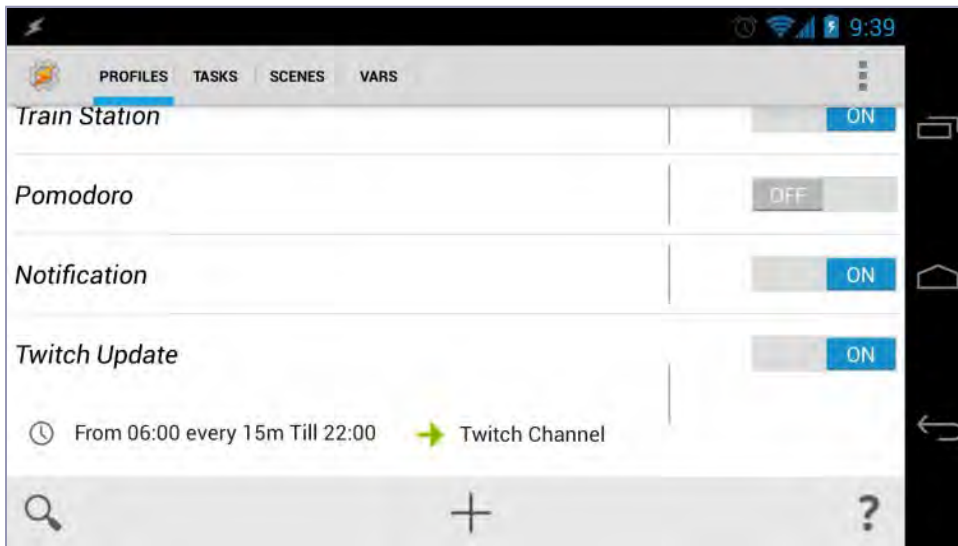 9:39
PROFILES TASKS SCENES VARS
Train Station ON
Pomodoro OFF
Notification ON
Twitch Update ON
From 06:00 every 15m Till 22:00 Twitch Channel
?